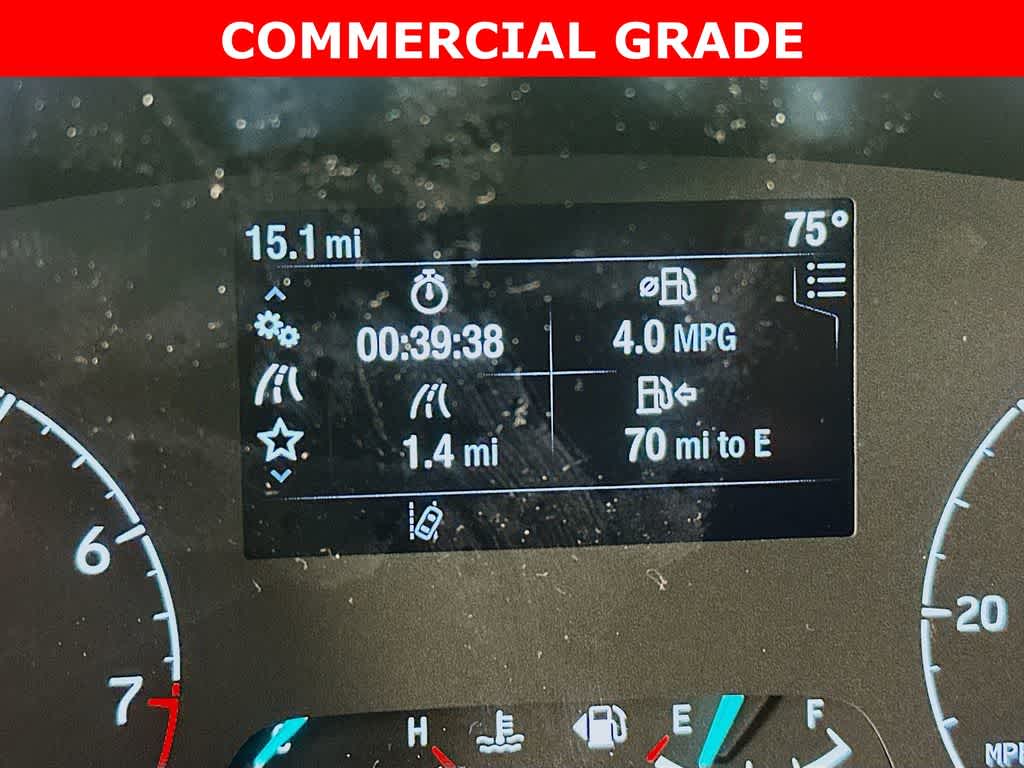 COMMERCIAL GRADE
15.1 mi
75°
00:39:38
4.0 MPG
1.4 mi
70 mi to E
6
7
20
H
E
F